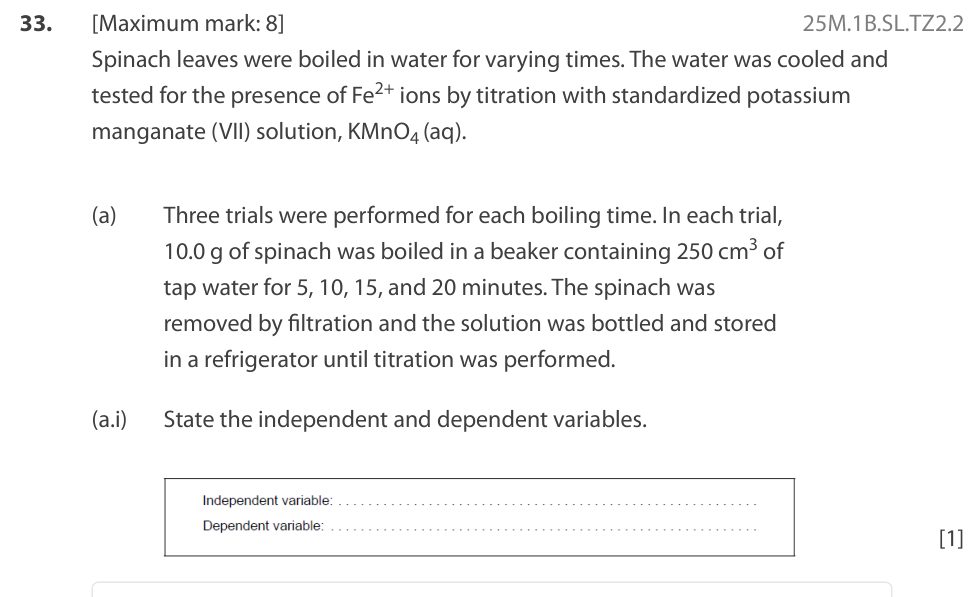 33. [Maximum mark: 8] 25M.1B.SL.TZ2.2
Spinach leaves were boiled in water for varying times. The water was cooled and
tested for the presence of Fe²⁺ ions by titration with standardized potassium
manganate (VII) solution, KMnO₄ (aq).
(a) Three trials were performed for each boiling time. In each trial,
10.0 g of spinach was boiled in a beaker containing 250 cm³ of
tap water for 5, 10, 15, and 20 minutes. The spinach was
removed by filtration and the solution was bottled and stored
in a refrigerator until titration was performed.
(a.i) State the independent and dependent variables.
Independent variable: ........................................................
Dependent variable: .........................................................
[1]